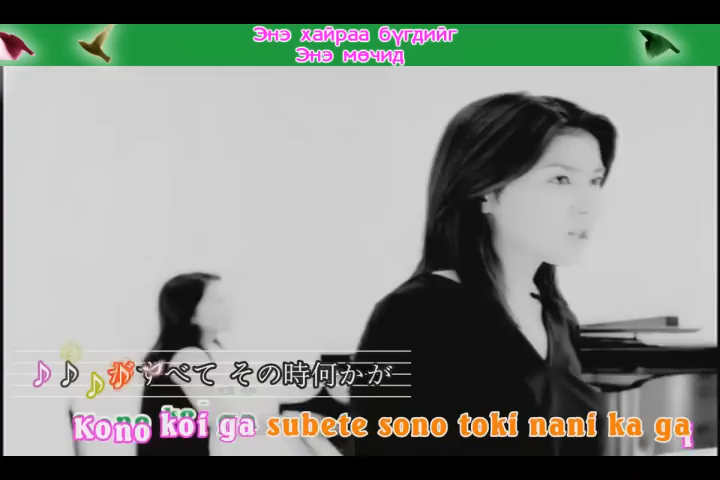 Энэ хайраа бүгдийг
Энэ мөчид
がすべて その時何かが
Kono koi ga subete sono toki nani ka ga